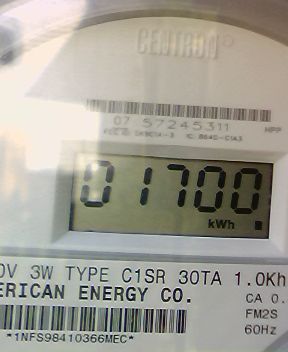 CENTRON®
07 57245311
HPP
01700
kWh
0V 3W TYPE C1SR 30TA 1.0Kh
ERICAN ENERGY CO.
CA 0.
FM2S
60Hz
*1NFS98410366MEC*